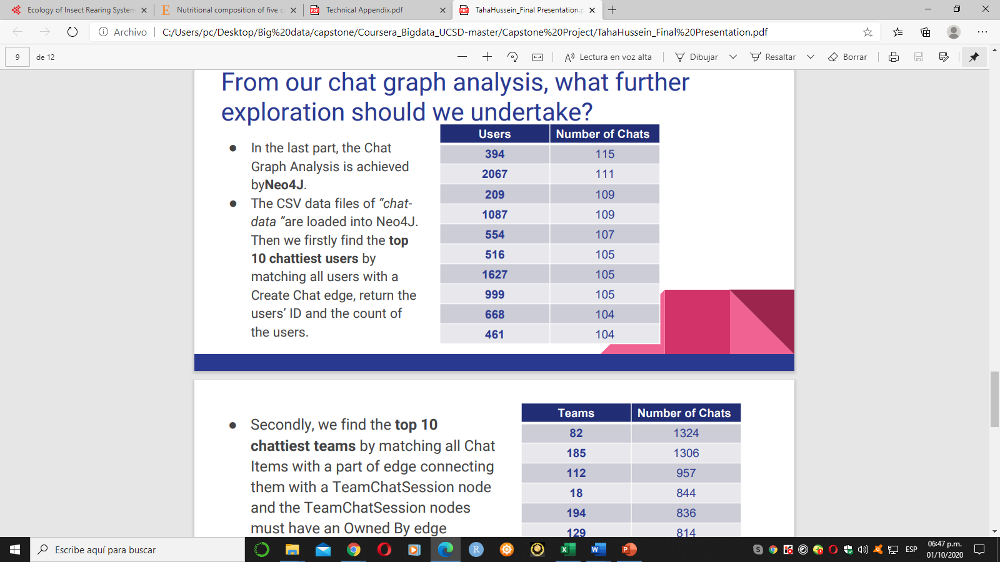 Ecology of Insect Rearing System
Nutritional composition of five c
Technical Appendix.pdf
TahaHussein_Final Presentation.p
Archivo
C:/Users/pc/Desktop/Big%20data/capstone/Coursera_Bigdata_UCSD-master/Capstone%20Project/TahaHussein_Final%20Presentation.pdf
9 de 12
Lectura en voz alta
Dibujar
Resaltar
Borrar
From our chat graph analysis, what further
exploration should we undertake?
● In the last part, the Chat
Graph Analysis is achieved
byNeo4J.
● The CSV data files of “chat-
data ”are loaded into Neo4J.
Then we firstly find the top
10 chattiest users by
matching all users with a
Create Chat edge, return the
users’ ID and the count of
the users.
Users Number of Chats
394 115
2067 111
209 109
1087 109
554 107
516 105
1627 105
999 105
668 104
461 104
● Secondly, we find the top 10
chattiest teams by matching all Chat
Items with a part of edge connecting
them with a TeamChatSession node
and the TeamChatSession nodes
must have an Owned By edge
Teams Number of Chats
82 1324
185 1306
112 957
18 844
194 836
129 814
Escribe aquí para buscar
ESP
06:47 p.m.
01/10/2020